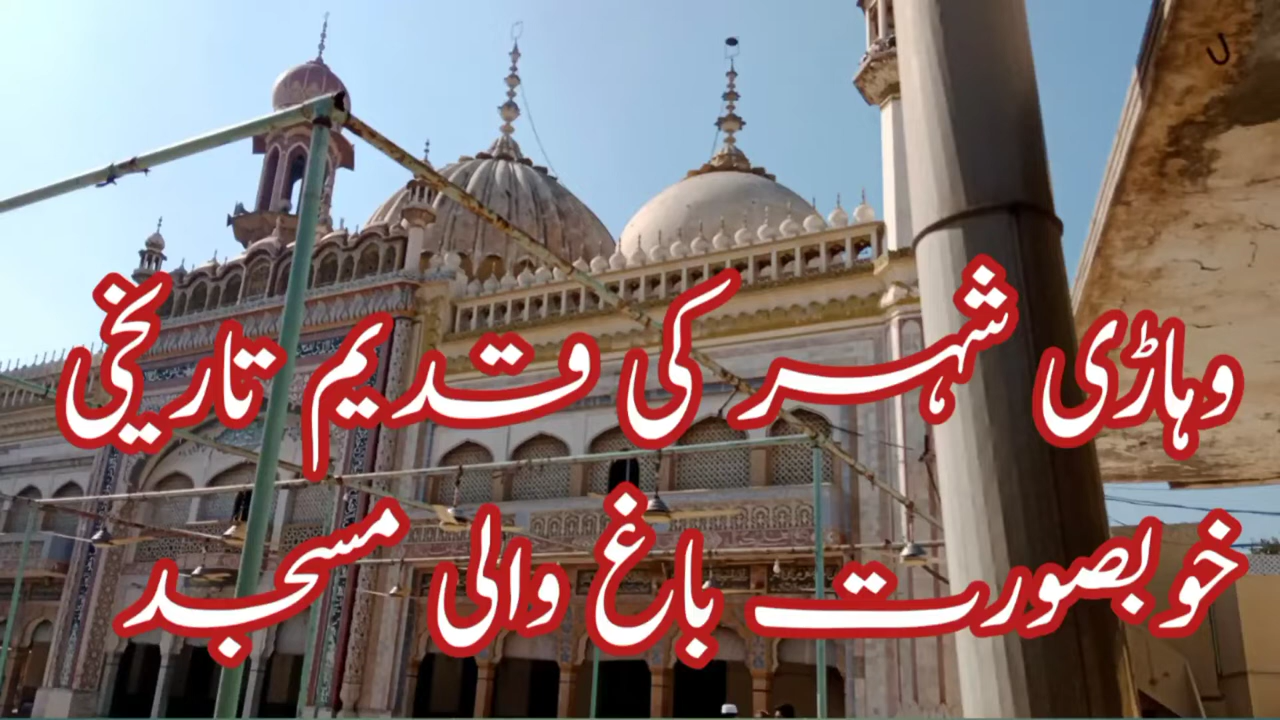 وہاڑی شہر کی قدیم تاریخی
خوبصورت باغ والی مسجد